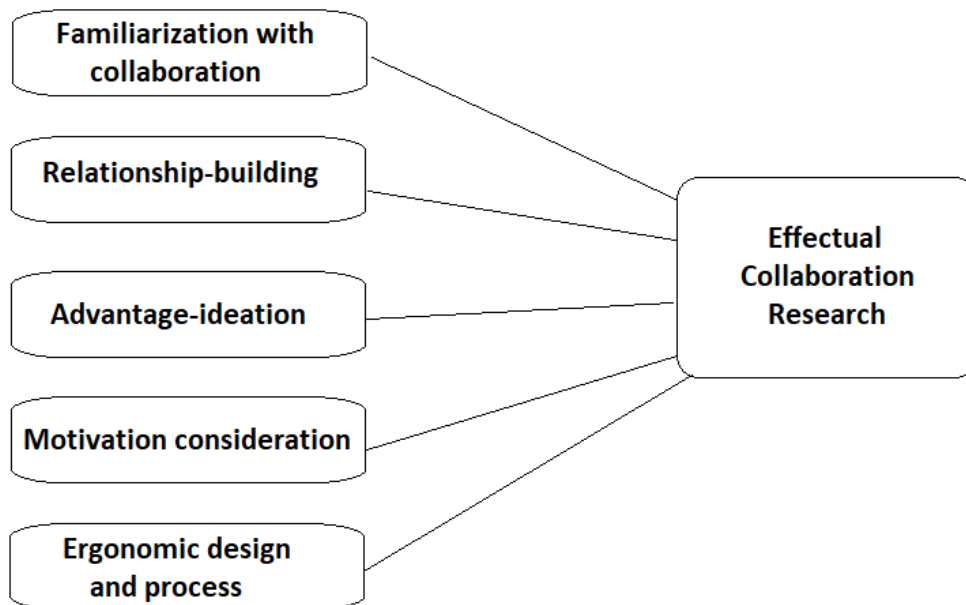 Familiarization with
collaboration
Relationship-building
Advantage-ideation
Motivation consideration
Ergonomic design
and process
Effectual
Collaboration
Research